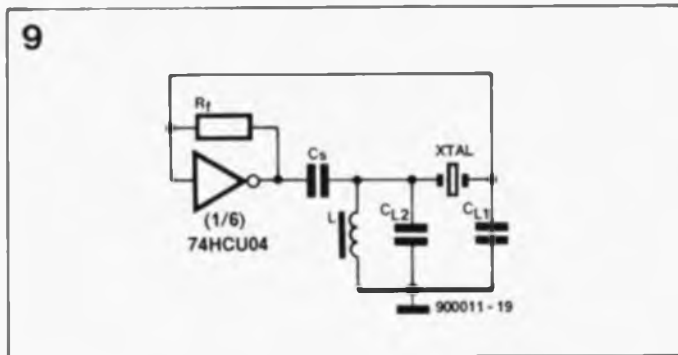 9
Rf
Cs
XTAL
(1/6)
74HCU04
L
CL2
CL1
900011 - 19